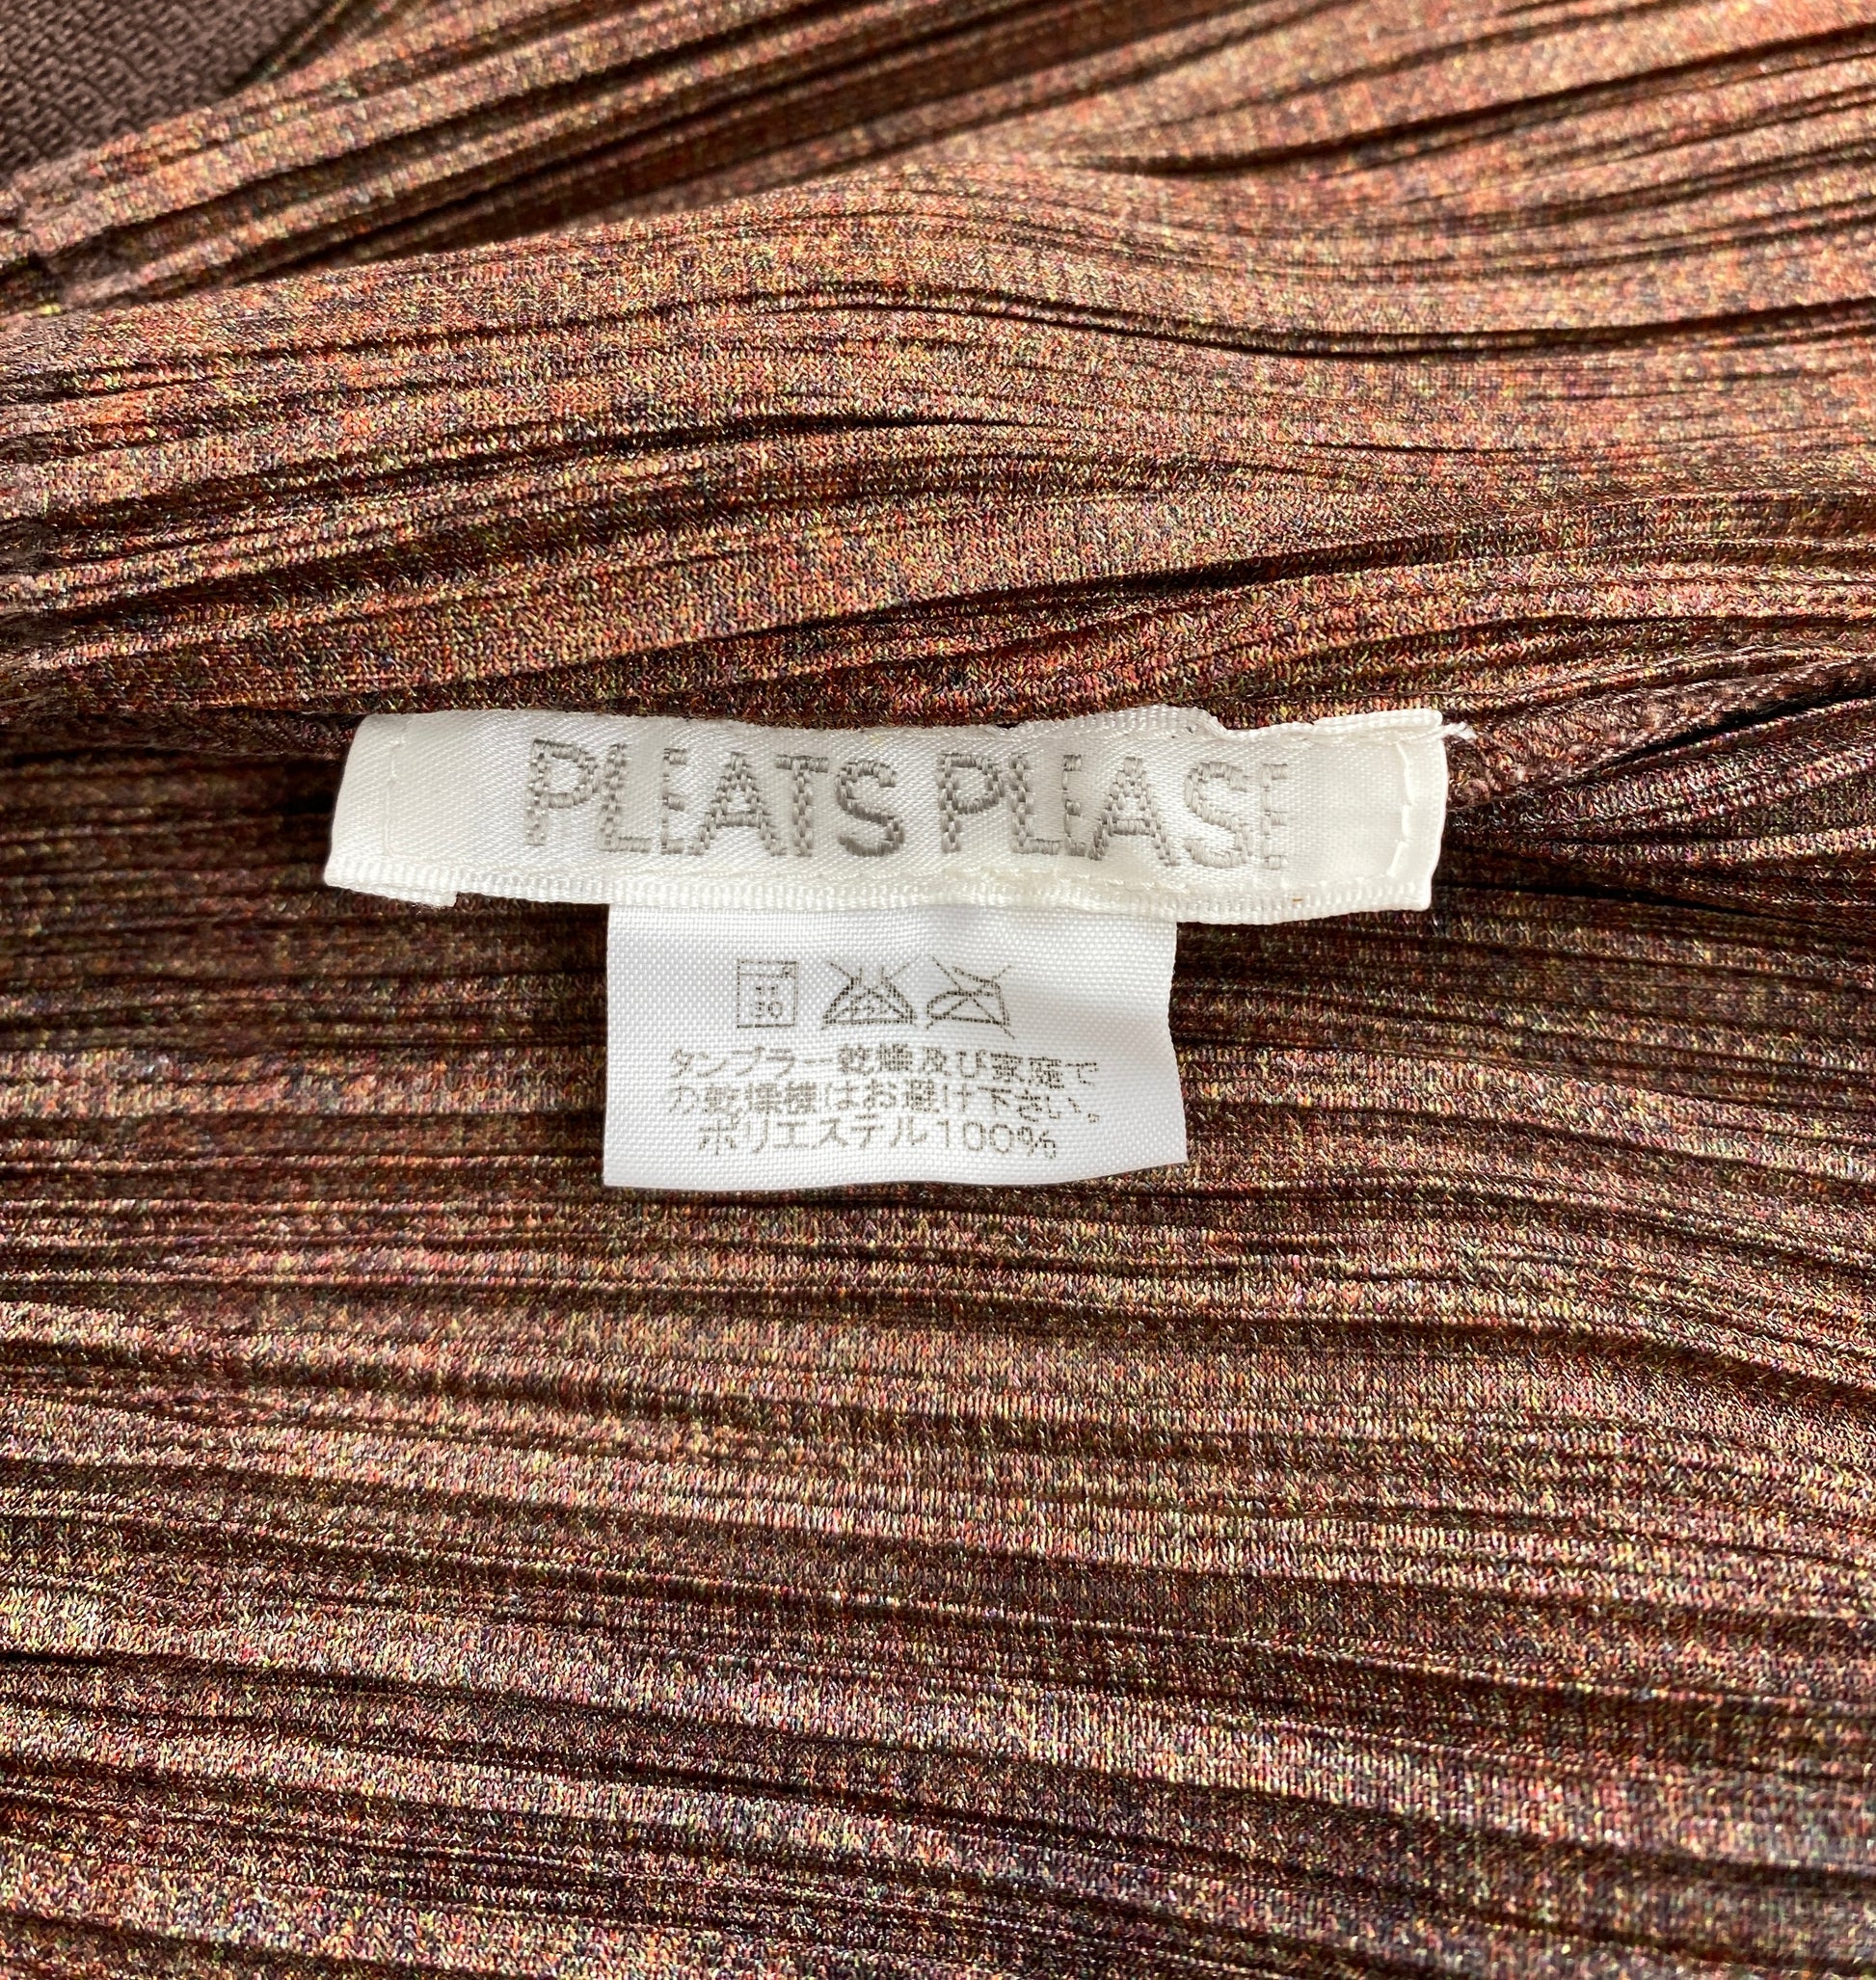 PLEATS PLEASE
30
タンブラー乾燥及び家庭で
の乾燥機はお避け下さい。
ポリエステル100%